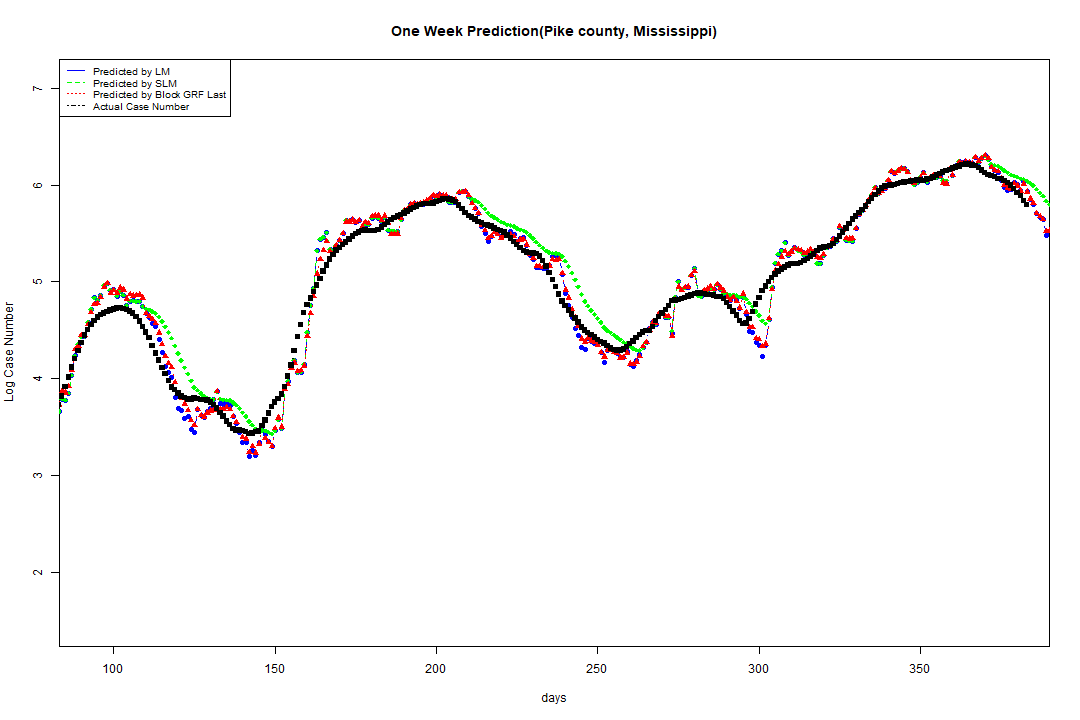 One Week Prediction(Pike county, Mississippi)
Predicted by LM
Predicted by SLM
Predicted by Block GRF Last
Actual Case Number
7
6
5
4
3
2
Log Case Number
100 150 200 250 300 350
days